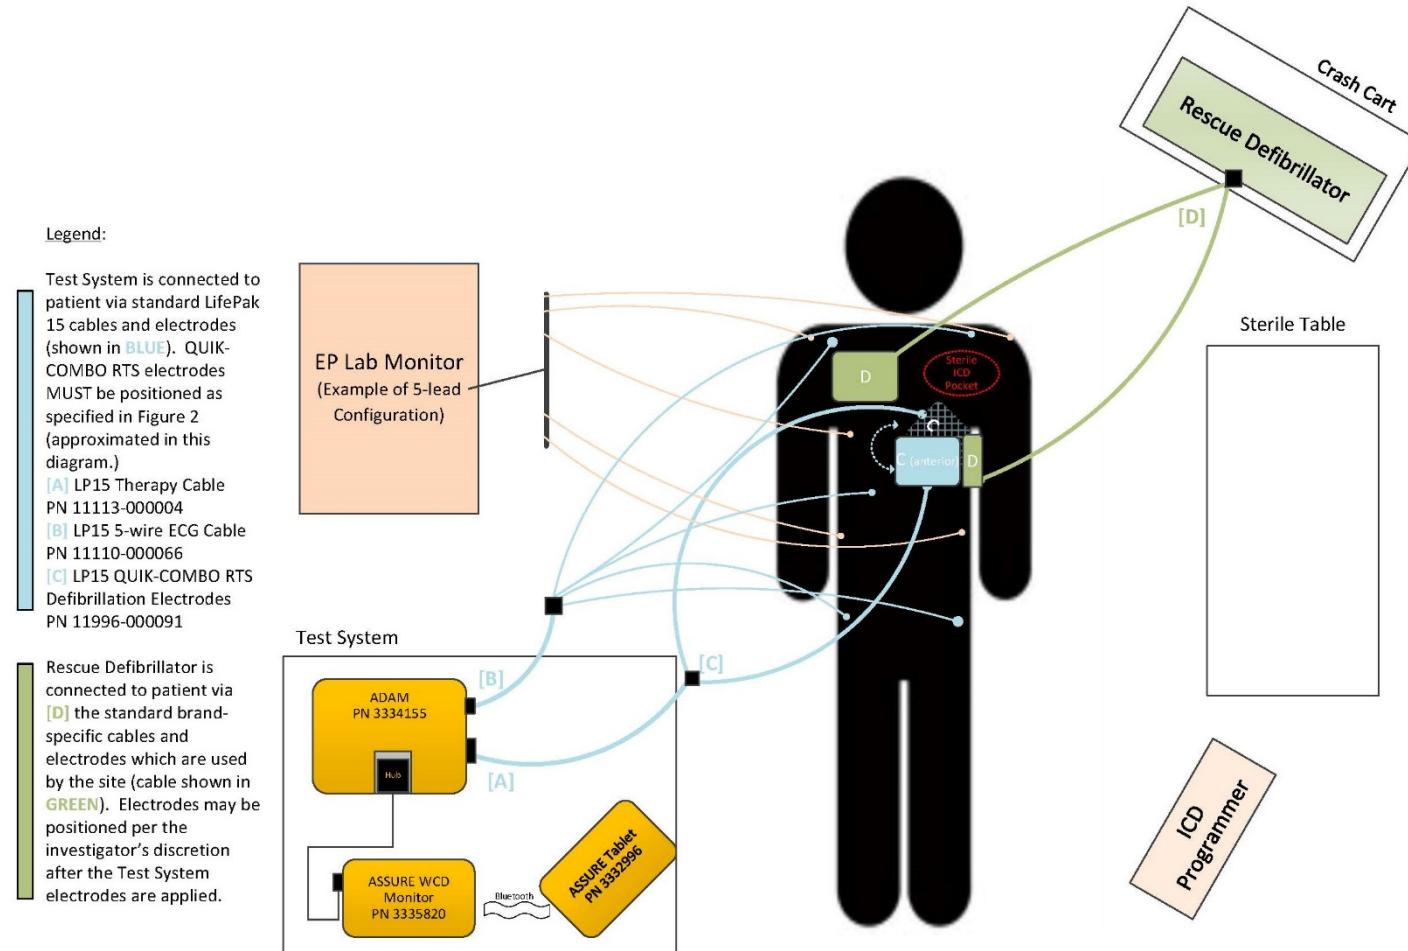 Legend:
Test System is connected to
patient via standard LifePak
15 cables and electrodes
(shown in BLUE).  QUIK-
COMBO RTS electrodes
MUST be positioned as
specified in Figure 2
(approximated in this
diagram.)
[A] LP15 Therapy Cable
PN 11113-000004
[B] LP15 5-wire ECG Cable
PN 11110-000066
[C] LP15 QUIK-COMBO RTS
Defibrillation Electrodes
PN 11996-000091
Rescue Defibrillator is
connected to patient via
[D] the standard brand-
specific cables and
electrodes which are used
by the site (cable shown in
GREEN).  Electrodes may be
positioned per the
investigator’s discretion
after the Test System
electrodes are applied.
EP Lab Monitor
(Example of 5-lead
Configuration)
Crash Cart
Rescue Defibrillator
[D]
Sterile Table
D
Sterile
ICD
Pocket
C
C (anterior)
D
Test System
[B]
[C]
[A]
ADAM
PN 3334155
Hub
ASSURE WCD
Monitor
PN 3335820
Bluetooth
ASSURE Tablet
PN 3332996
ICD
Programmer